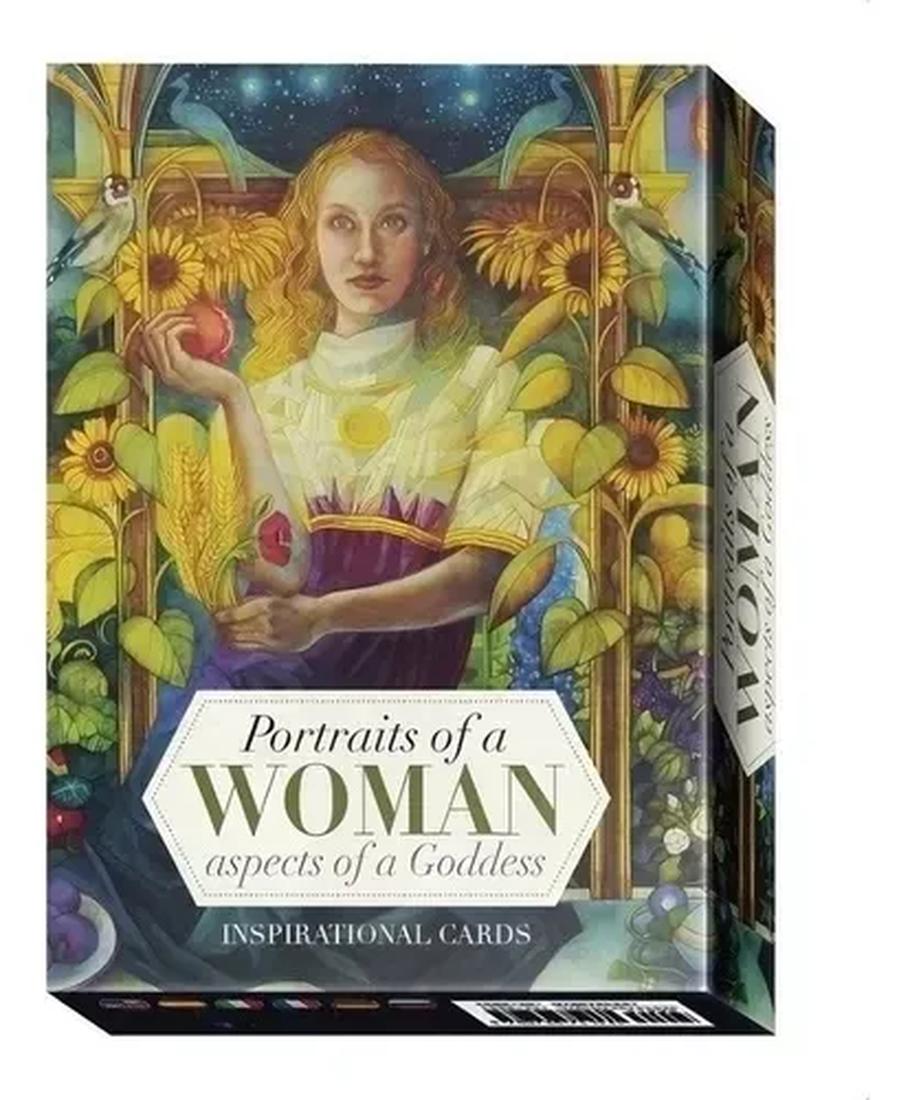 Portraits of a
WOMAN
aspects of a Goddess
INSPIRATIONAL CARDS
Portraits of a
WOMAN
aspects of a Goddess